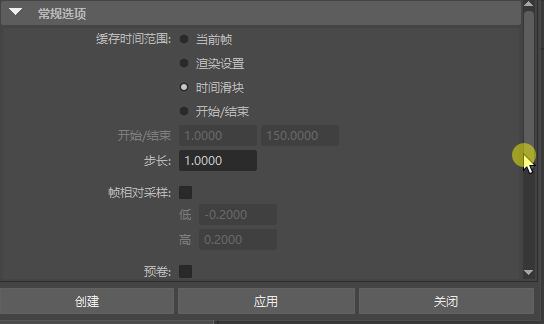 常规选项
缓存时间范围: 当前帧
渲染设置
时间滑块
开始/结束
开始/结束 1.0000 150.0000
步长: 1.0000
帧相对采样:
低 -0.2000
高 0.2000
预卷:
创建 应用 关闭